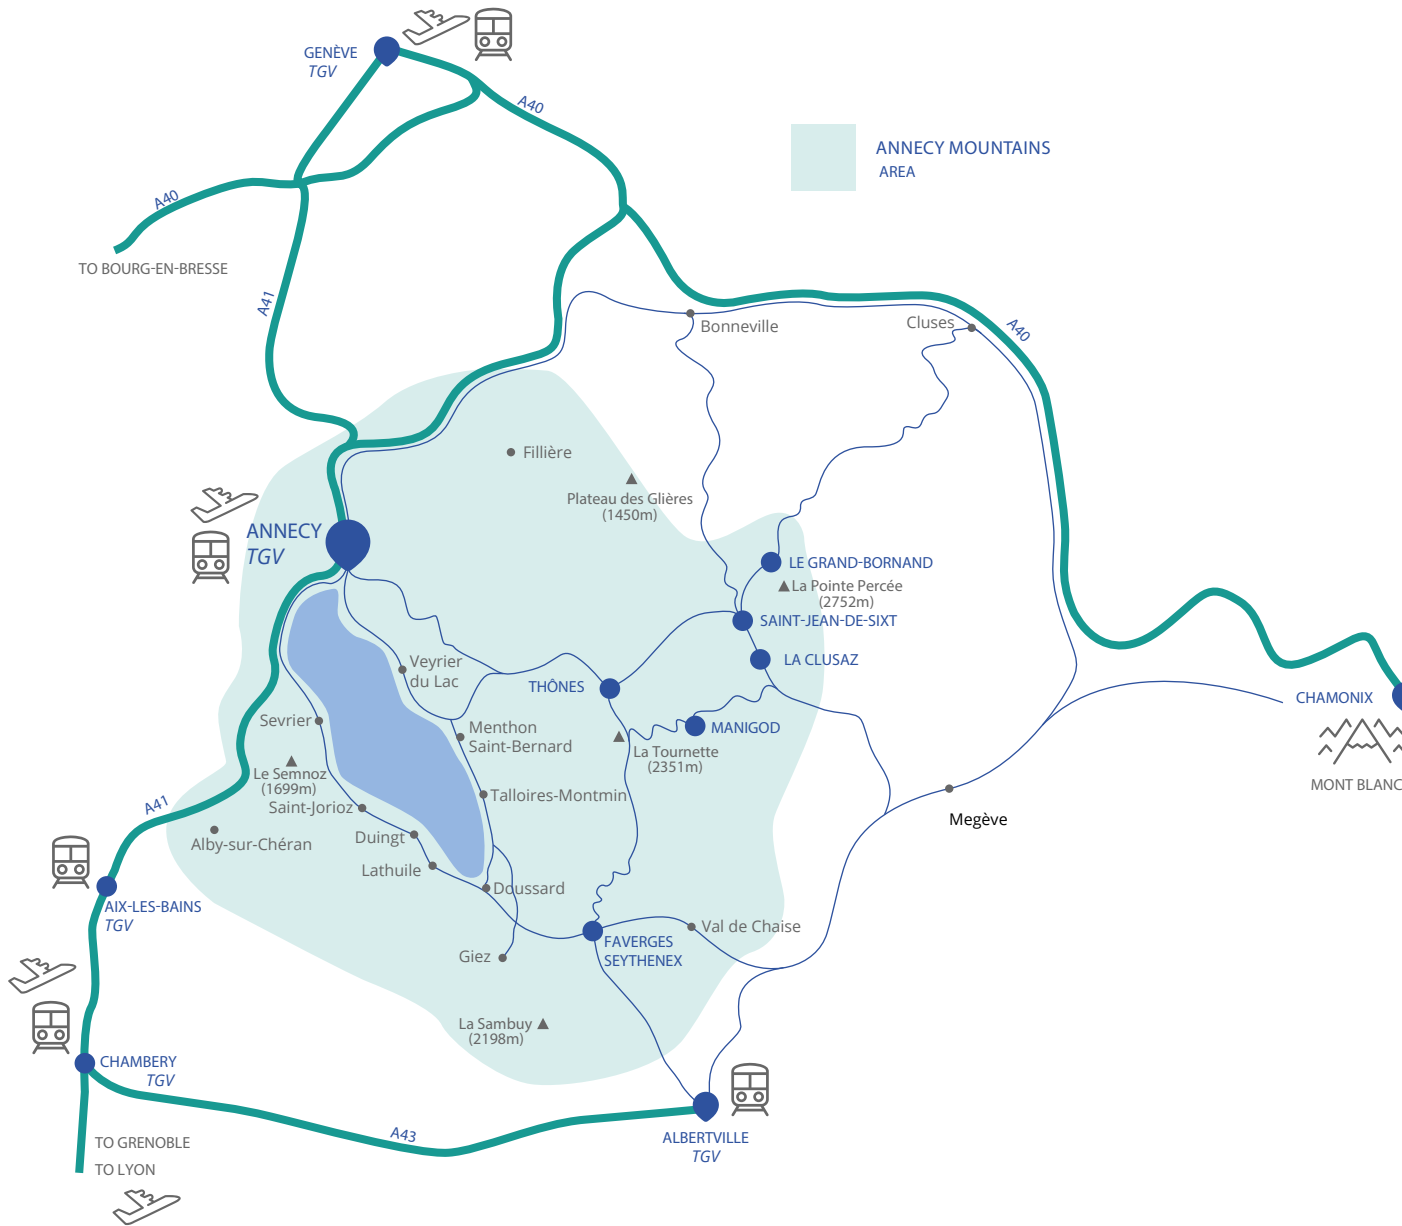 GENÈVE
TGV
A40
ANNECY MOUNTAINS
AREA
A40
TO BOURG-EN-BRESSE
A41
Bonneville
Cluses
A40
Fillière
Plateau des Glières
(1450m)
ANNECY
TGV
LE GRAND-BORNAND
La Pointe Percée
(2752m)
SAINT-JEAN-DE-SIXT
LA CLUSAZ
Veyrier
du Lac
THÔNES
CHAMONIX
Sevrier
Menthon
Saint-Bernard
MANIGOD
La Tournette
(2351m)
Le Semnoz
(1699m)
MONT BLANC
Saint-Jorioz
Talloires-Montmin
A41
Megève
Alby-sur-Chéran
Duingt
Lathuile
Doussard
AIX-LES-BAINS
TGV
Val de Chaise
FAVERGES
SEYTHENEX
Giez
La Sambuy
(2198m)
CHAMBERY
TGV
A43
ALBERTVILLE
TGV
TO GRENOBLE
TO LYON